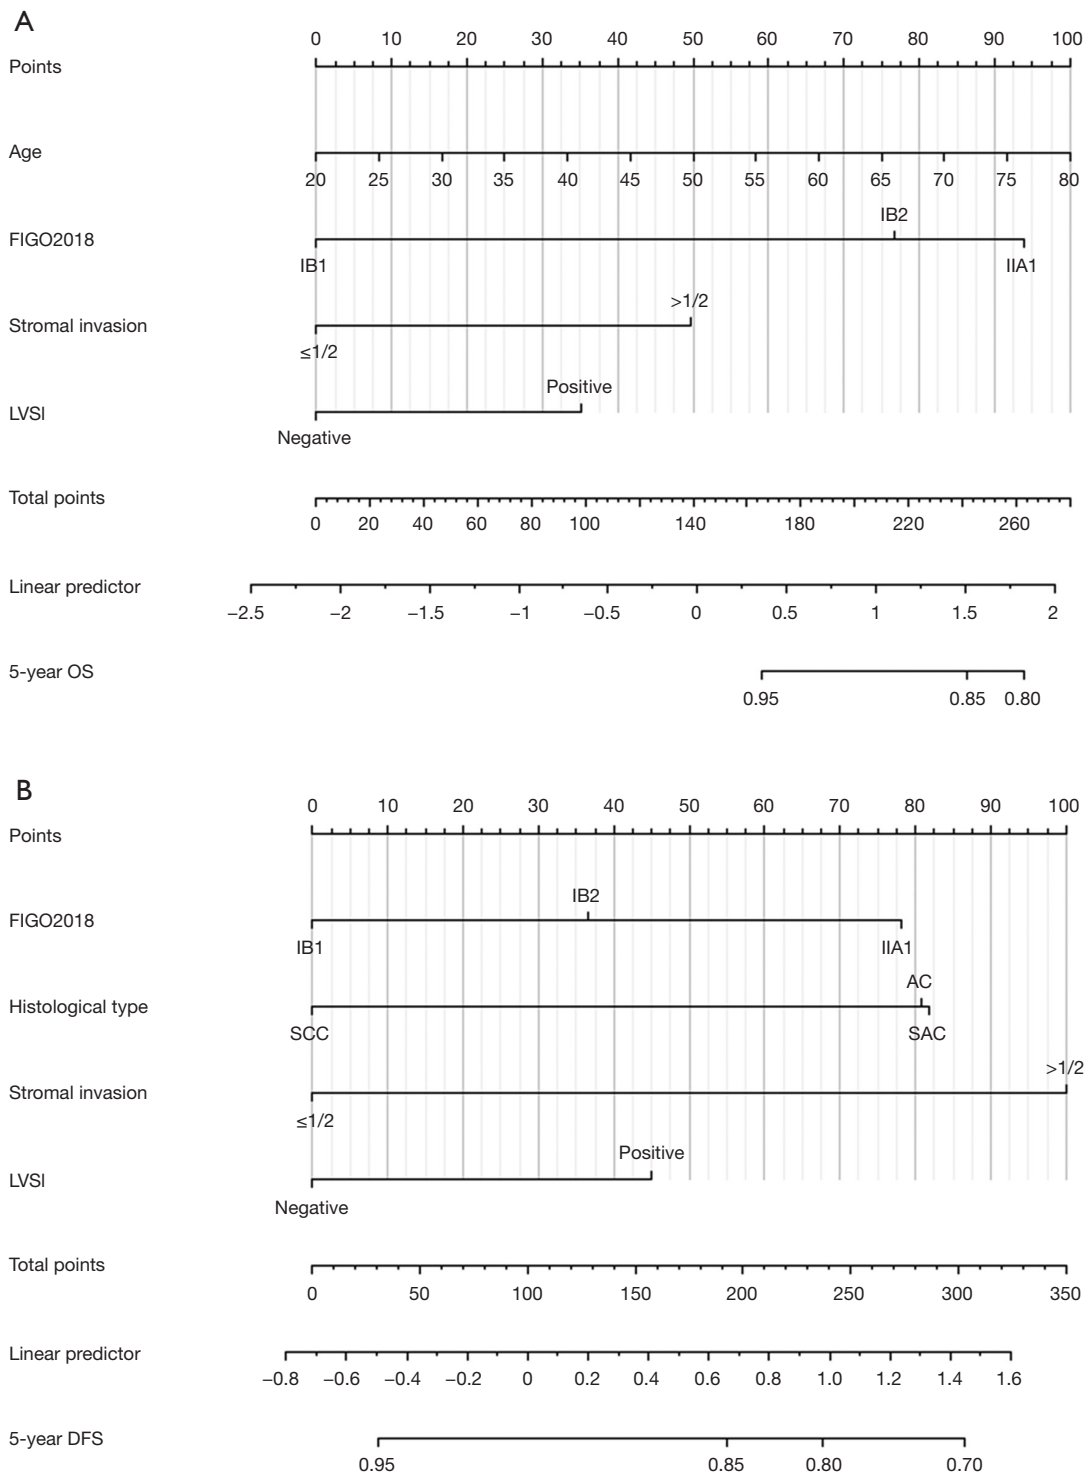 A
0 10 20 30 40 50 60 70 80 90 100
Points
Age
20 25 30 35 40 45 50 55 60 65 70 75 80
IB2
FIGO2018
IB1 IIA1
>1/2
Stromal invasion
≤1/2
Positive
LVSI
Negative
Total points
0 20 40 60 80 100 140 180 220 260
Linear predictor
−2.5 −2 −1.5 −1 −0.5 0 0.5 1 1.5 2
5-year OS
0.95 0.85 0.80
B
0 10 20 30 40 50 60 70 80 90 100
Points
IB2
FIGO2018
IB1 IIA1
AC
Histological type
SCC SAC
>1/2
Stromal invasion
≤1/2
Positive
LVSI
Negative
Total points
0 50 100 150 200 250 300 350
Linear predictor
−0.8 −0.6 −0.4 −0.2 0 0.2 0.4 0.6 0.8 1.0 1.2 1.4 1.6
5-year DFS
0.95 0.85 0.80 0.70